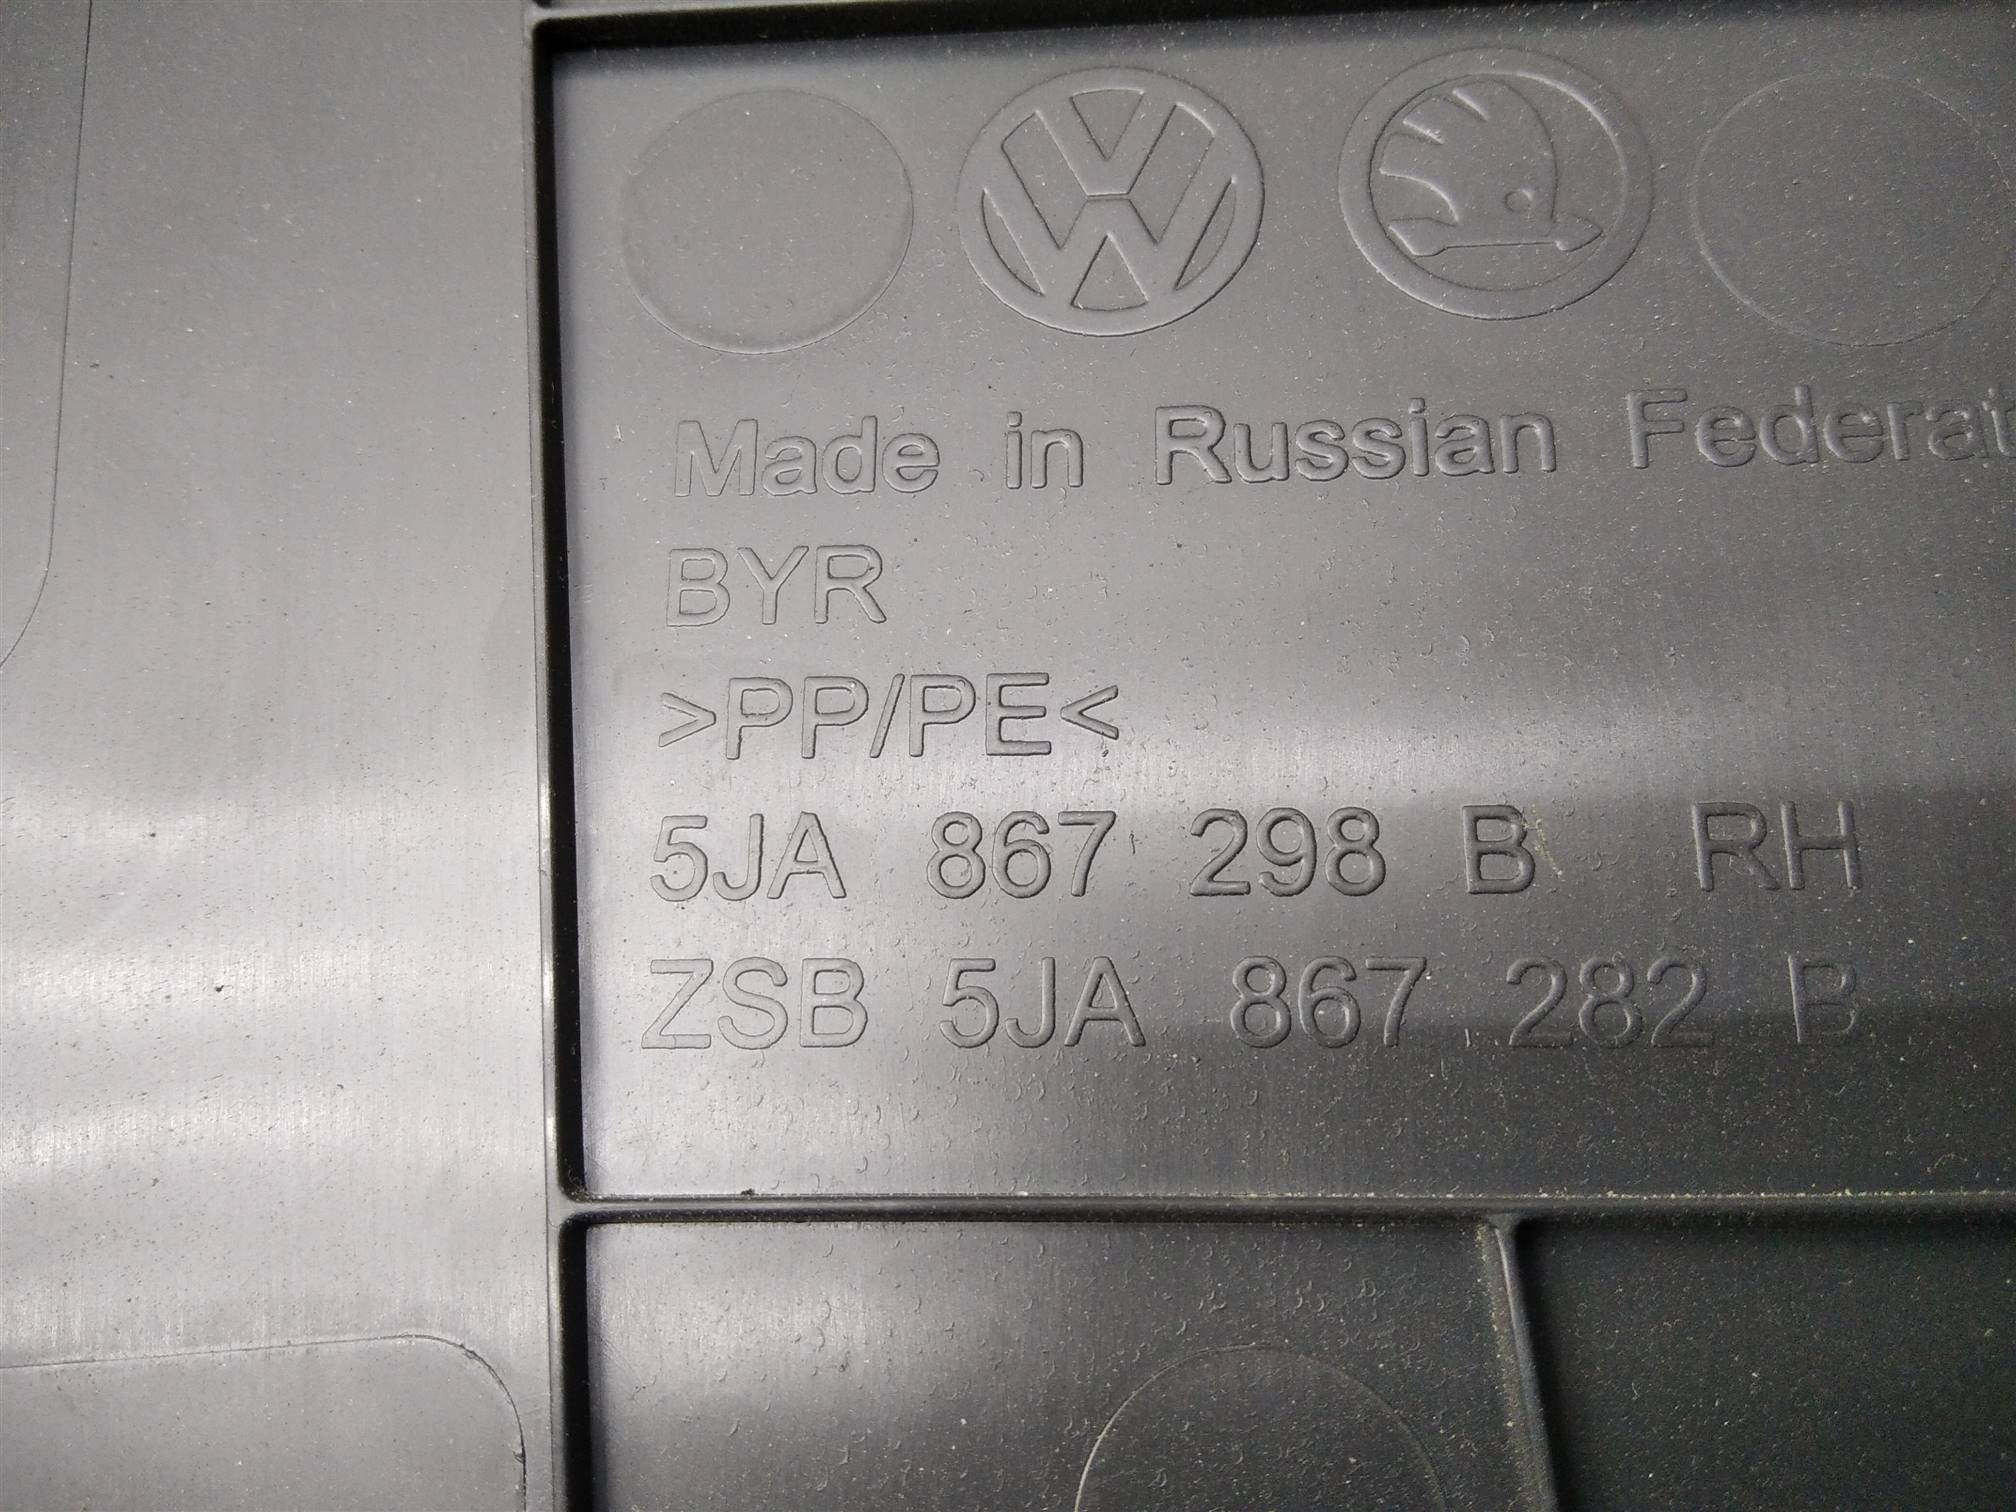 Made in Russian Federat
BYR
>PP/PE<
5JA 867 298 B RH
ZSB 5JA 867 282 B